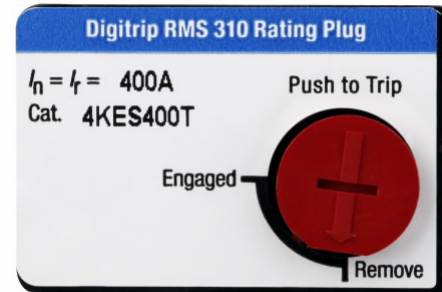 Digitrip RMS 310 Rating Plug
In = Ir = 400A
Cat. 4KES400T
Push to Trip
Engaged
Remove